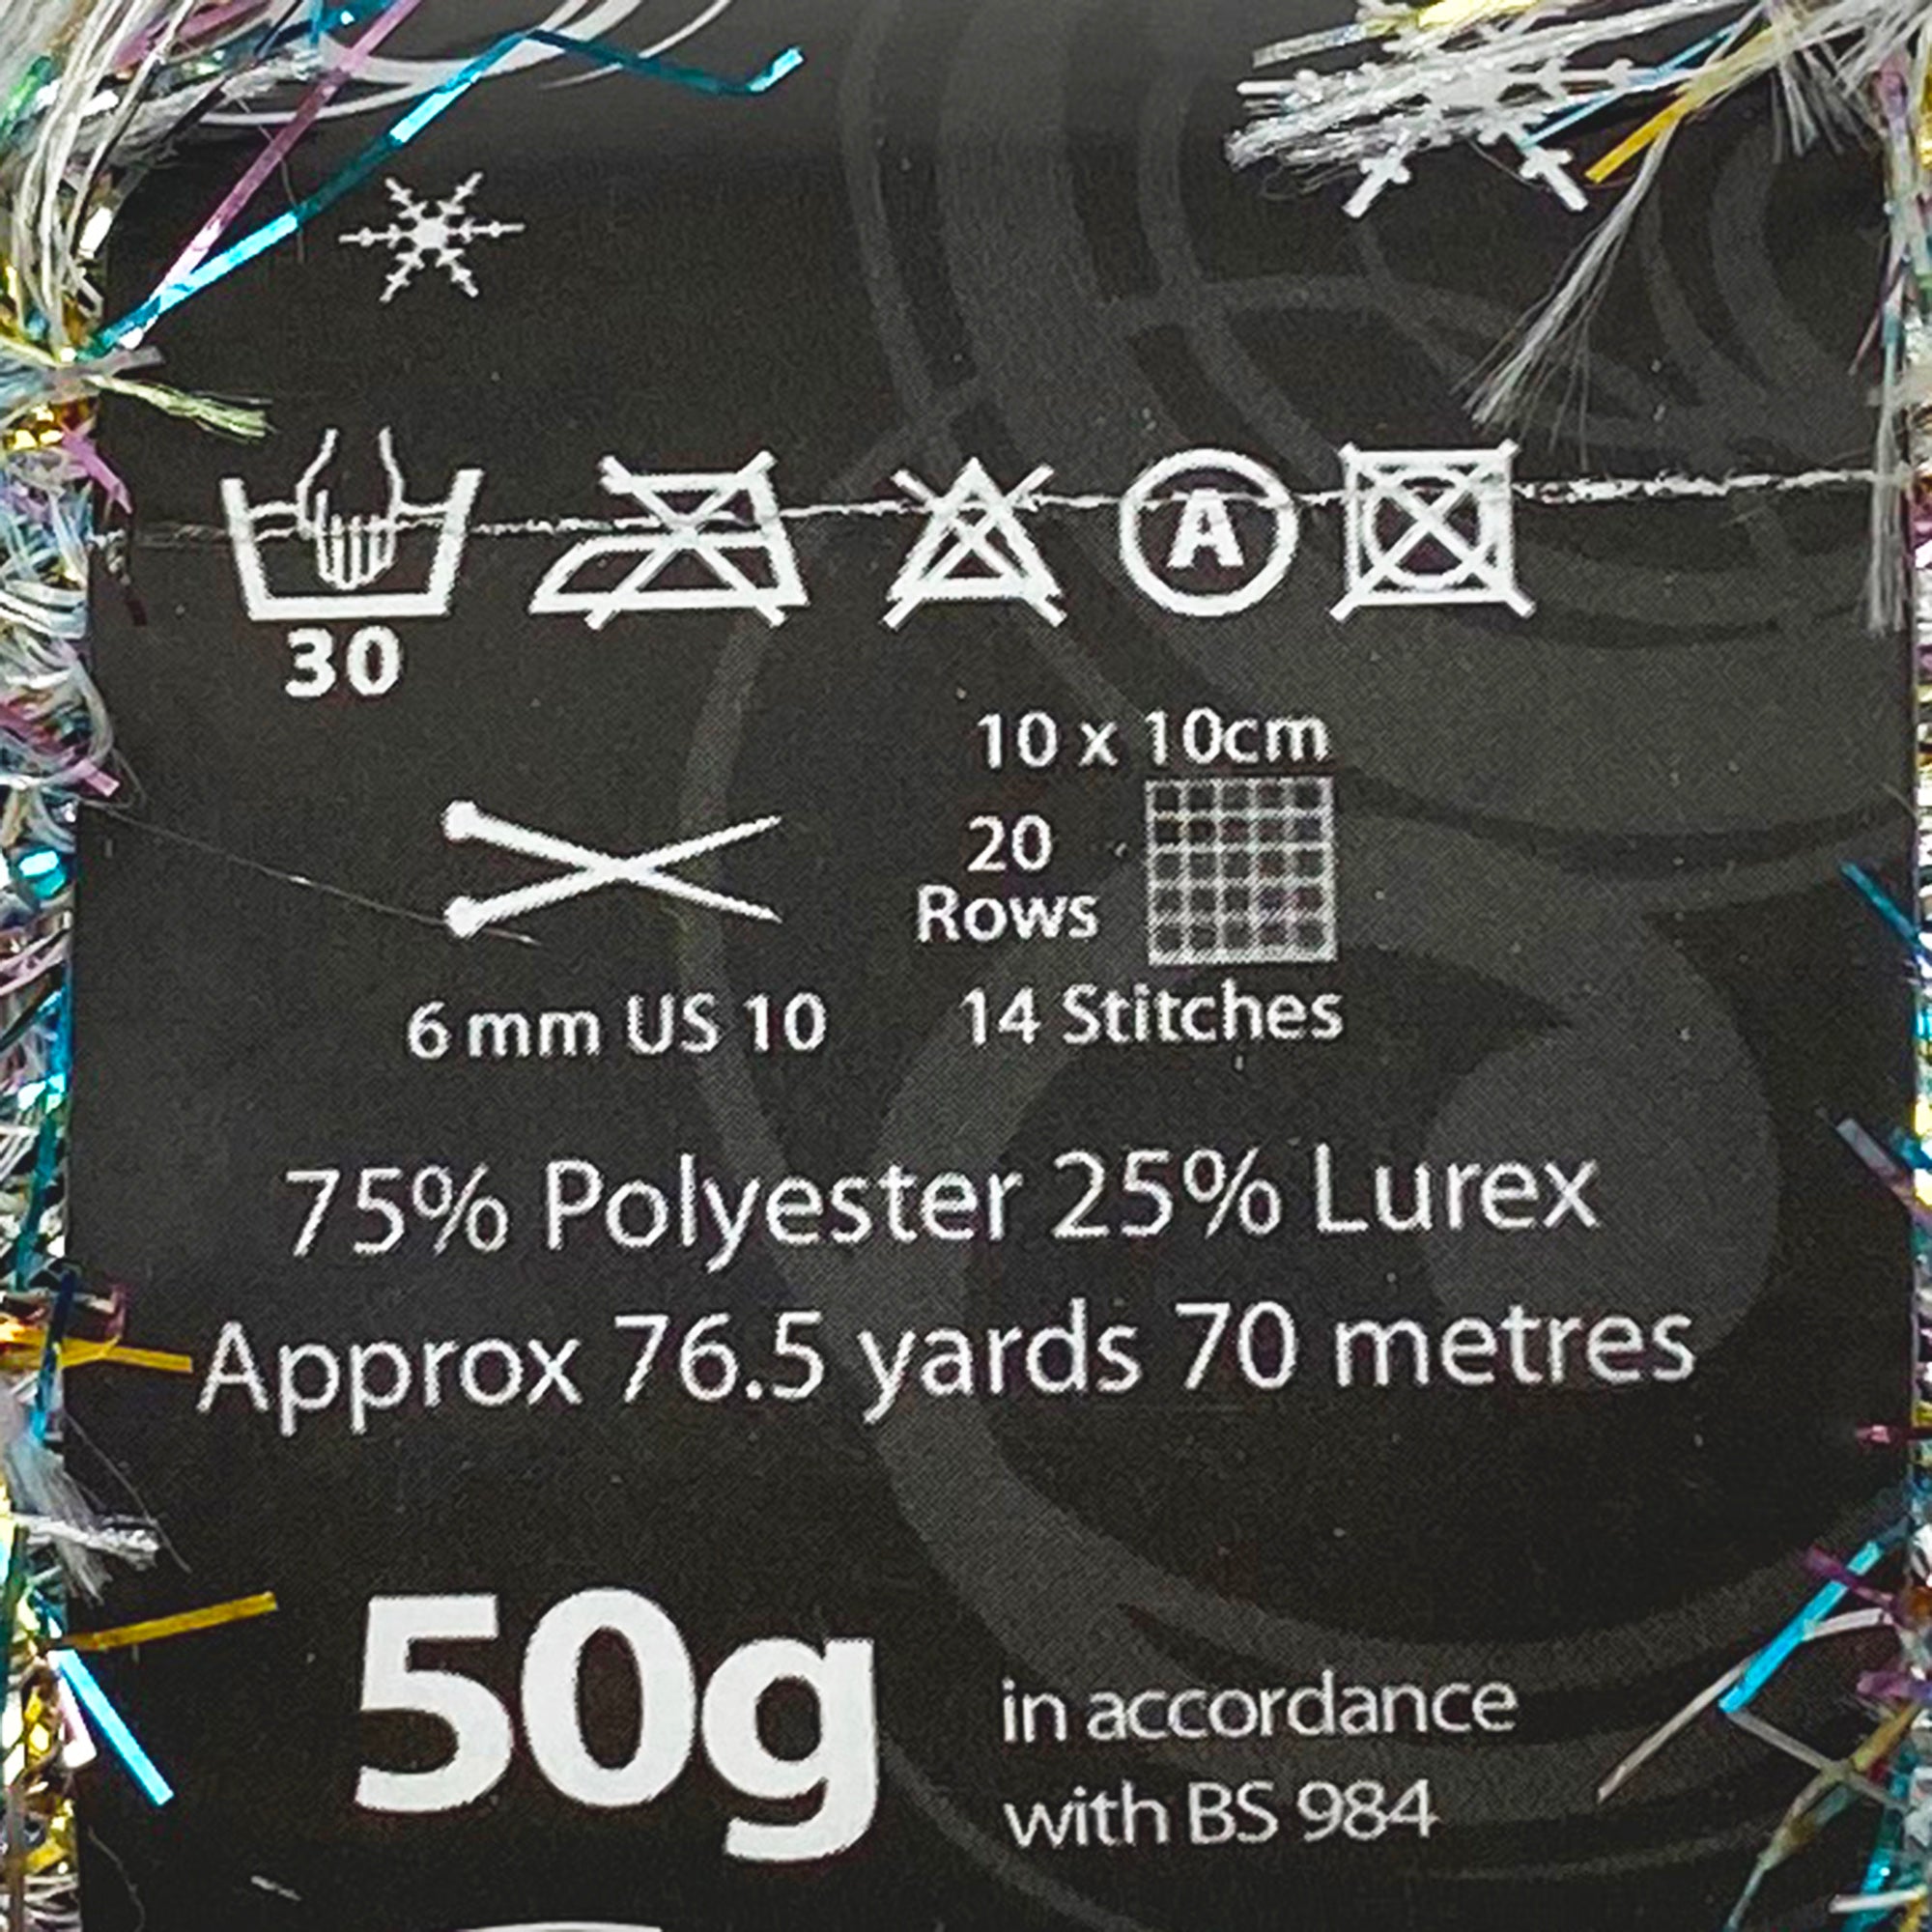 A
30
10 x 10cm
20
Rows
6 mm US 10
14 Stitches
75% Polyester 25% Lurex
Approx 76.5 yards 70 metres
50g
in accordance
with BS 984